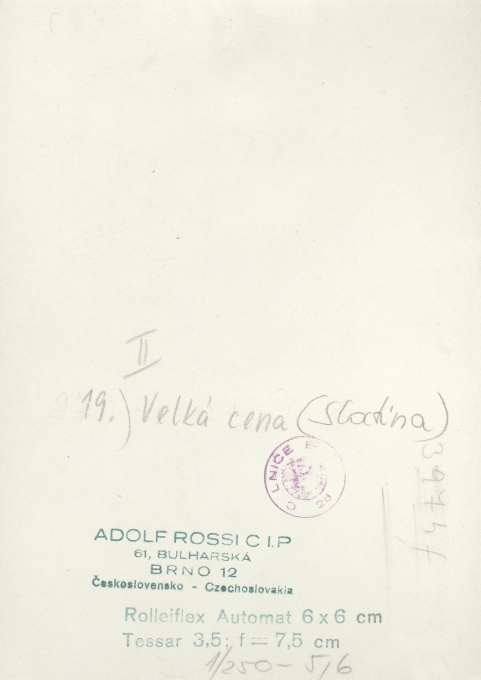 II
19.) Velká cena (Slatina)
39747
ADOLF ROSSI C I.P
61, BULHARSKÁ
BRNO 12
Československo - Czechoslovakia
Rolleiflex Automat 6 x 6 cm
Tessar 3,5; f = 7,5 cm
1/250 - 5,6